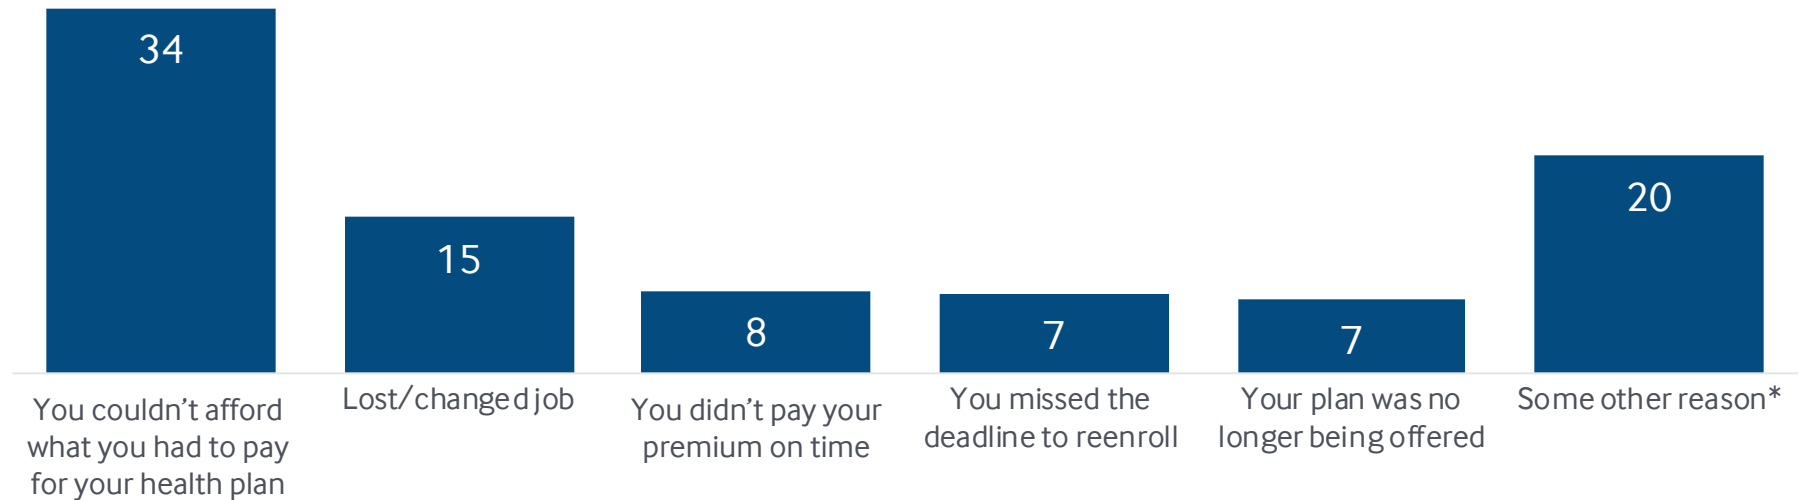 34
15
8
7
7
20
You couldn’t afford
what you had to pay
for your health plan
Lost/changed job
You didn’t pay your
premium on time
You missed the
deadline to reenroll
Your plan was no
longer being offered
Some other reason*